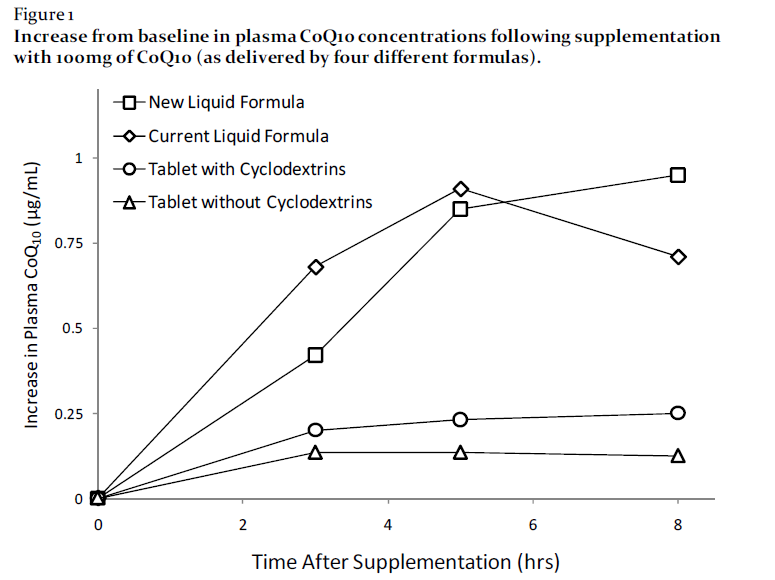 Figure 1
Increase from baseline in plasma CoQ10 concentrations following supplementation
with 100mg of CoQ10 (as delivered by four different formulas).
New Liquid Formula
Current Liquid Formula
Tablet with Cyclodextrins
Tablet without Cyclodextrins
Increase in Plasma CoQ10 (µg/mL)
1
0.75
0.5
0.25
0
0 2 4 6 8
Time After Supplementation (hrs)